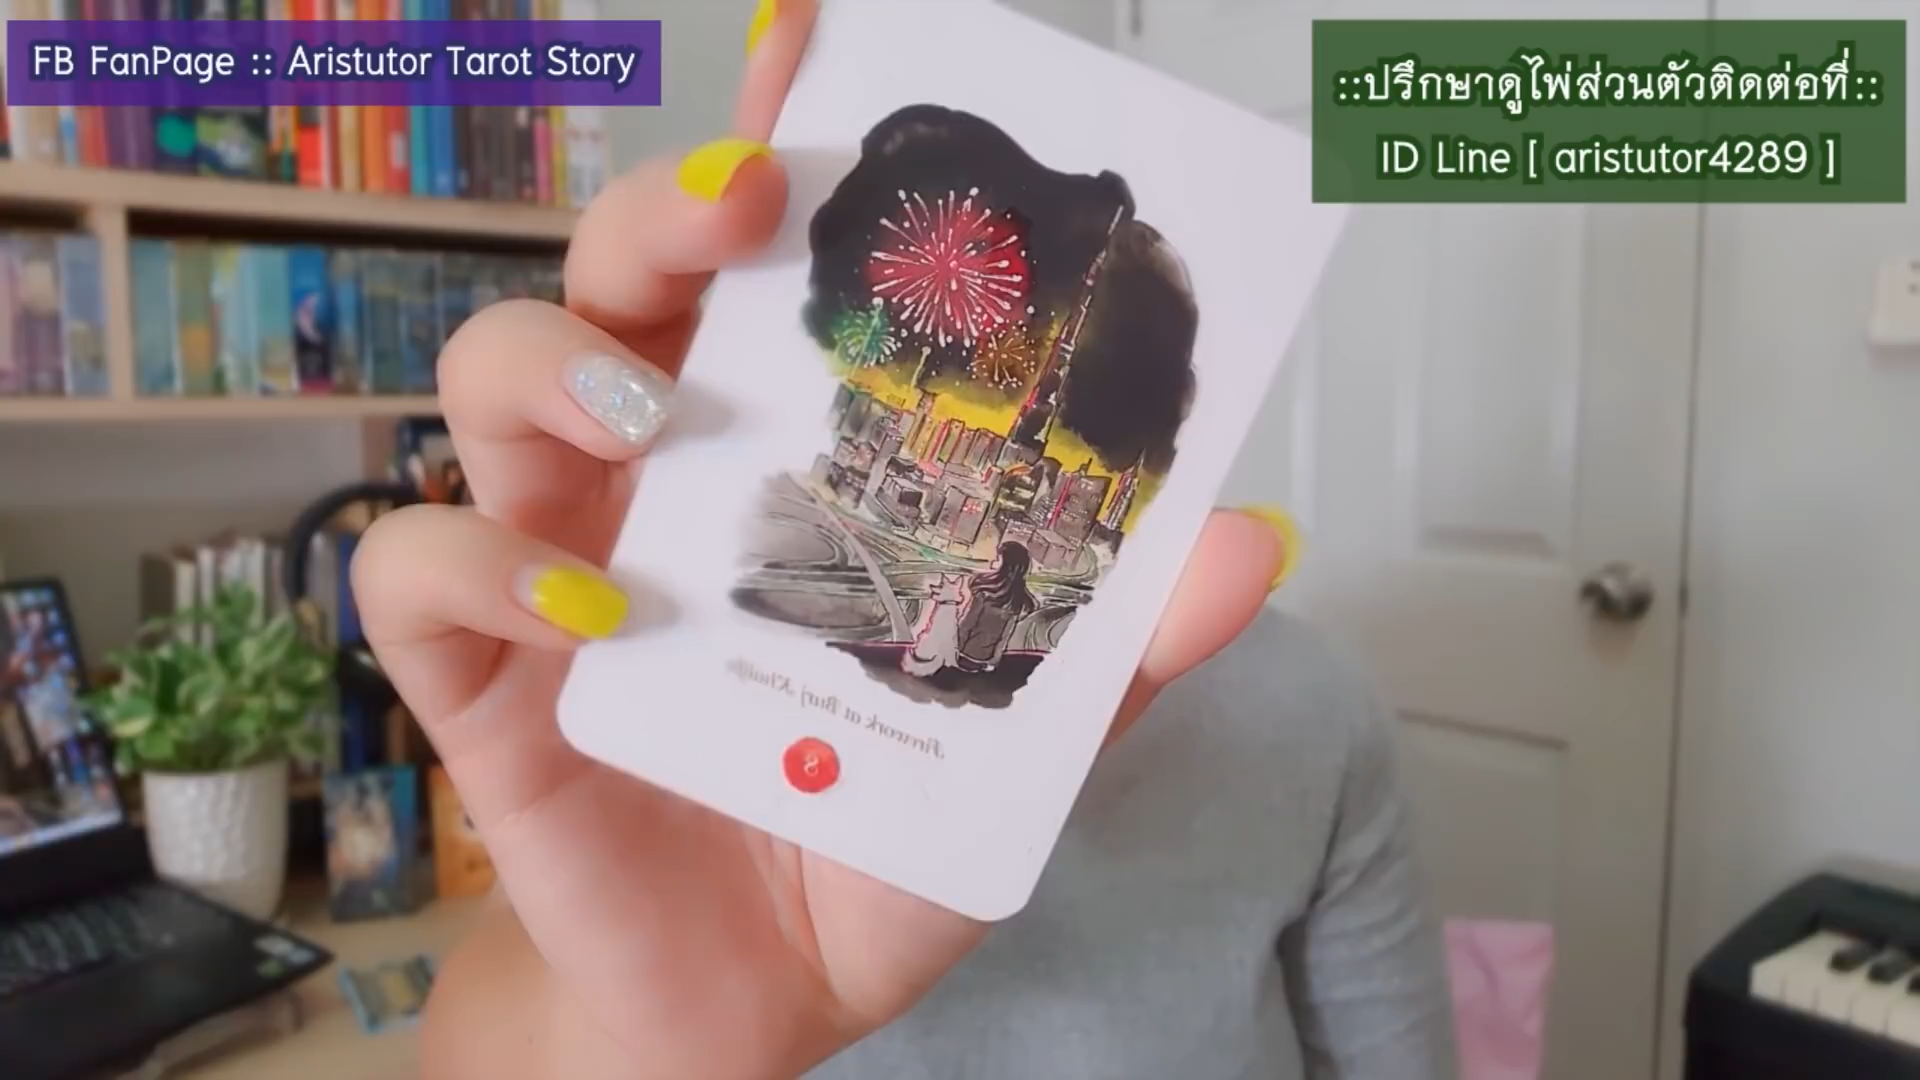 FB FanPage :: Aristutor Tarot Story
::ปรึกษาดูไพ่ส่วนตัวติดต่อที่::
ID Line [ aristutor4289 ]
Firework at Burj Khalifa
8